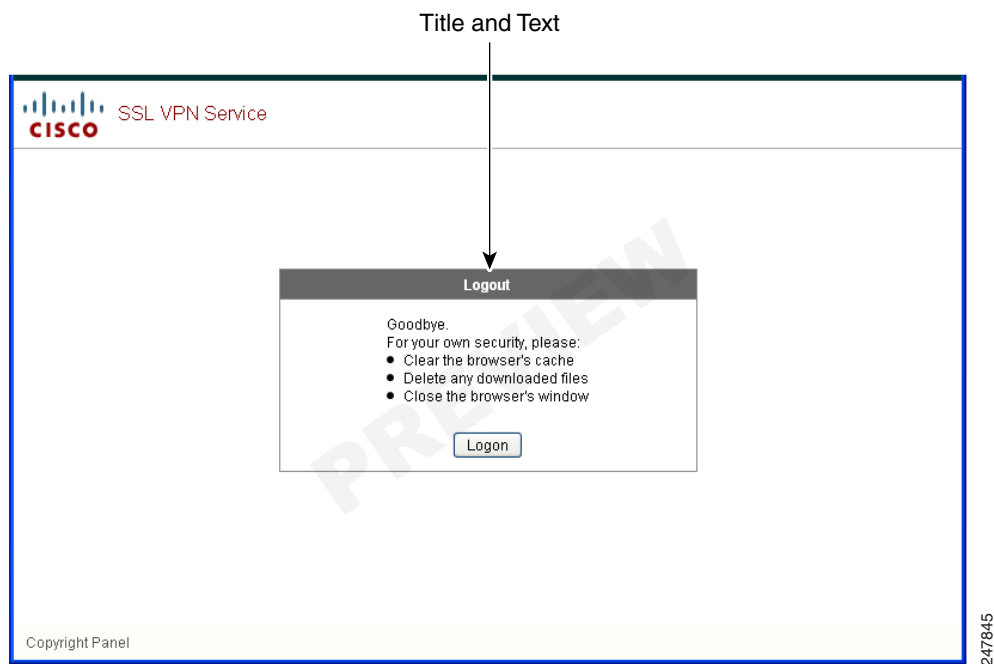 Title and Text
CISCO
SSL VPN Service
Logout
Goodbye.
For your own security, please:
● Clear the browser's cache
● Delete any downloaded files
● Close the browser's window
Logon
PREVIEW
Copyright Panel
247845